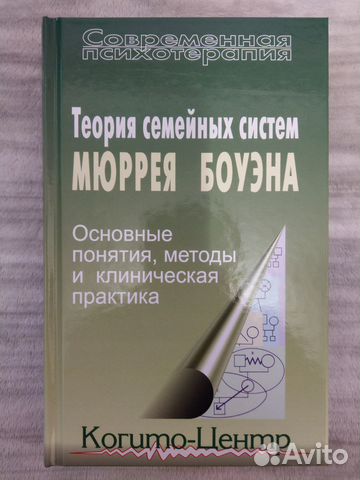 Современная
психотерапия
Теория семейных систем
МЮРРЕЯ БОУЭНА
Основные
понятия, методы
и клиническая
практика
Когито-Центр
Avito